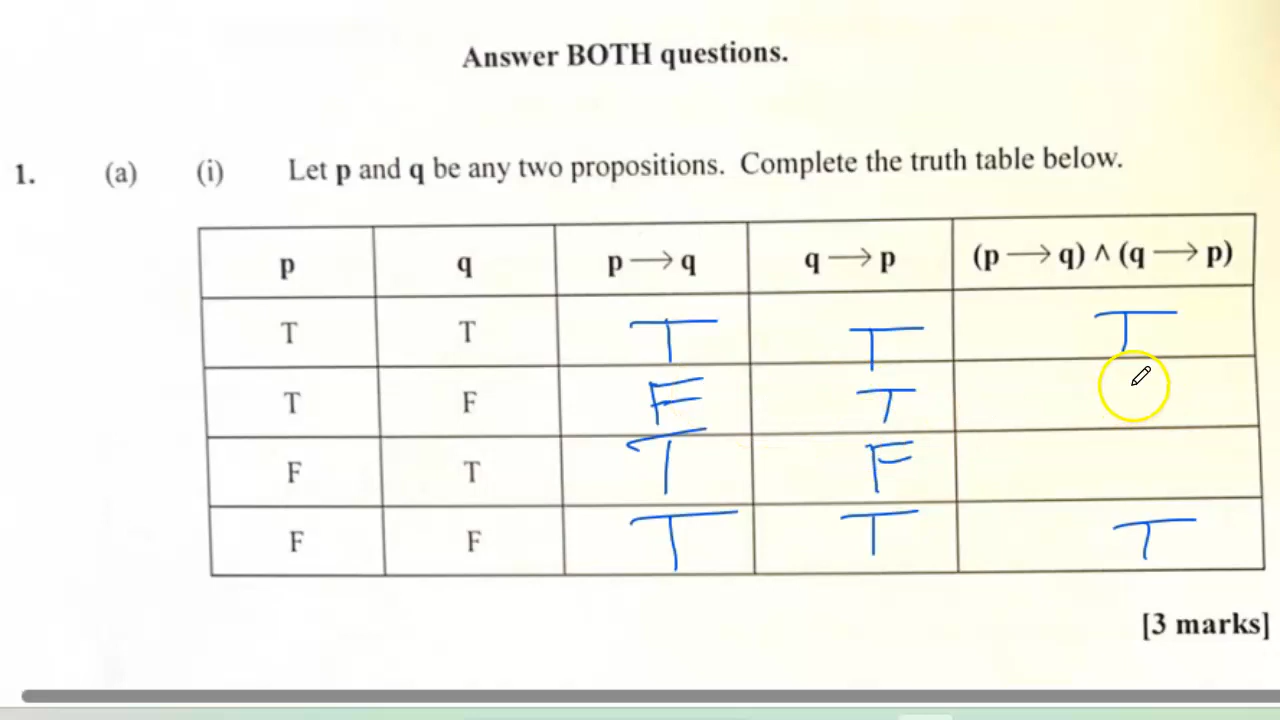 Answer BOTH questions.
1. (a) (i) Let p and q be any two propositions. Complete the truth table below.
p q p → q q → p (p → q) ∧ (q → p)
T T T T T
T F F T
F T T F
F F T T T
[3 marks]